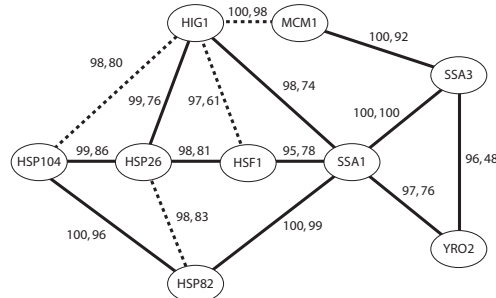 100, 98
HIG1
MCM1
100, 92
98, 80
98, 74
SSA3
99, 76
97, 61
100, 100
99, 86
98, 81
95, 78
HSP104
HSP26
HSF1
SSA1
96, 48
97, 76
98, 83
100, 96
100, 99
YRO2
HSP82